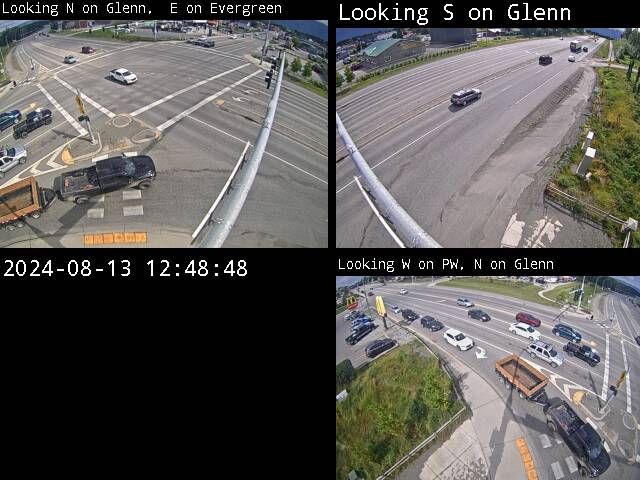 Looking N on Glenn,  E on Evergreen
Looking S on Glenn
2024-08-13 12:48:48
Looking W on PW, N on Glenn